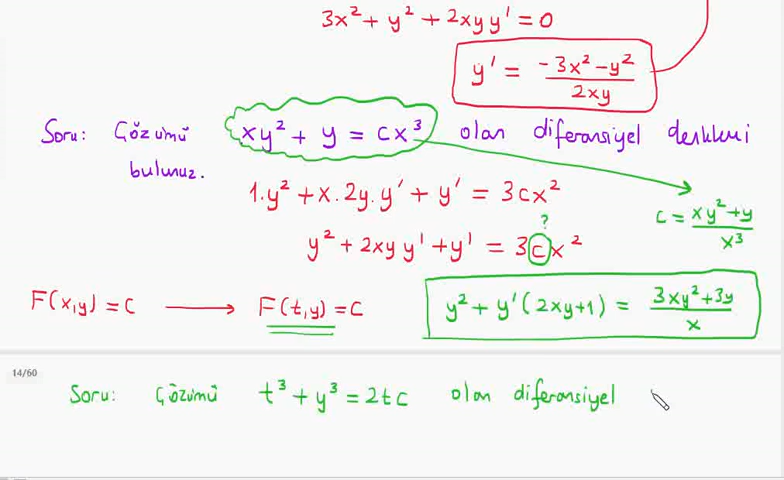 3x² + y² + 2xyy' = 0
y' = (-3x² - y²)/(2xy)
Soru: Çözümü xy² + y = cx³ olan diferansiyel denklemi
bulunuz.
1.y² + x.2y.y' + y' = 3cx²
c = (xy² + y)/x³
?
y² + 2xyy' + y' = 3cx²
F(x,y) = c → F(t,y) = c
y² + y'(2xy+1) = (3xy² + 3y)/x
14/60
Soru: Çözümü t³ + y³ = 2tc olan diferansiyel